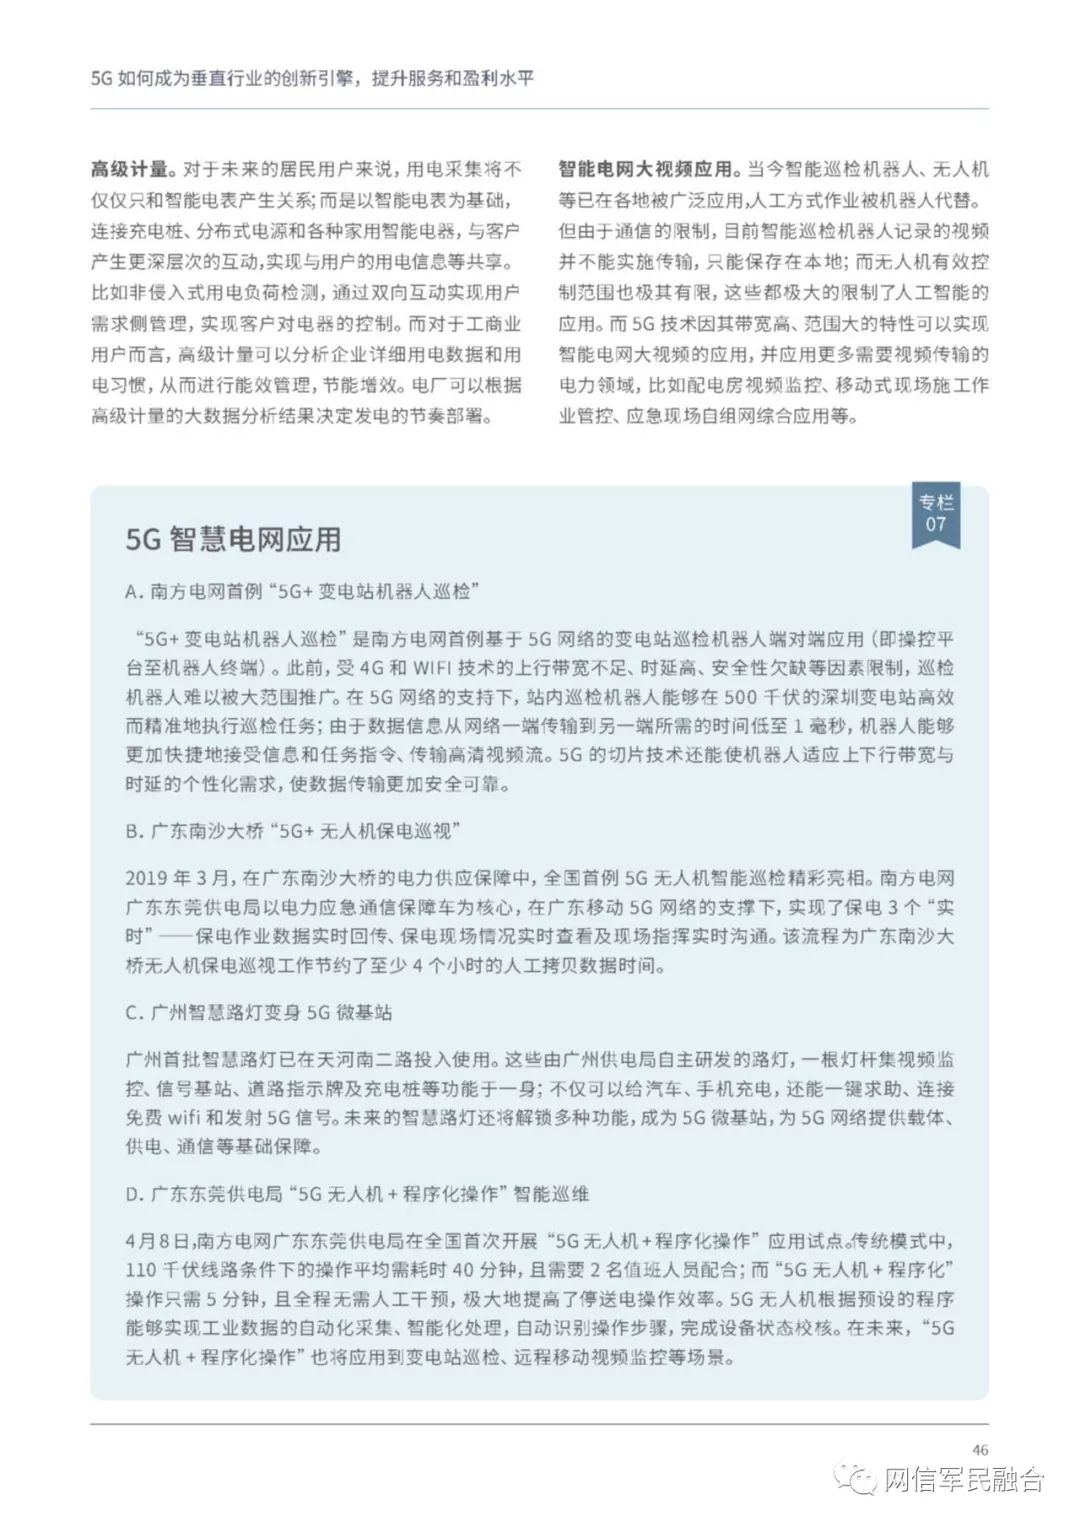 5G 如何成为垂直行业的创新引擎，提升服务和盈利水平
高级计量。对于未来的居民用户来说，用电采集将不
仅仅只和智能电表产生关系；而是以智能电表为基础，
连接充电桩、分布式电源和各种家用智能电器，与客户
产生更深层次的互动，实现与用户的用电信息等共享。
比如非侵入式用电负荷检测，通过双向互动实现用户
需求侧管理，实现客户对电器的控制。而对于工商业
用户而言，高级计量可以分析企业详细用电数据和用
电习惯，从而进行能效管理，节能增效。电厂可以根据
高级计量的大数据分析结果决定发电的节奏部署。
智能电网大视频应用。当今智能巡检机器人、无人机
等已在各地被广泛应用，人工方式作业被机器人代替。
但由于通信的限制，目前智能巡检机器人记录的视频
并不能实施传输，只能保存在本地；而无人机有效控
制范围也极其有限，这些都极大的限制了人工智能的
应用。而 5G 技术因其带宽高、范围大的特性可以实现
智能电网大视频的应用，并应用更多需要视频传输的
电力领域，比如配电房视频监控、移动式现场施工作
业管控、应急现场自组网综合应用等。
专栏
07
5G 智慧电网应用
A. 南方电网首例 “5G+ 变电站机器人巡检”
“5G+ 变电站机器人巡检” 是南方电网首例基于 5G 网络的变电站巡检机器人端对端应用（即操控平
台至机器人终端）。此前，受 4G 和 WIFI 技术的上行带宽不足、时延高、安全性欠缺等因素限制，巡检
机器人难以被大范围推广。在 5G 网络的支持下，站内巡检机器人能够在 500 千伏的深圳变电站高效
而精准地执行巡检任务；由于数据信息从网络一端传输到另一端所需的时间低至 1 毫秒，机器人能够
更加快捷地接受信息和任务指令、传输高清视频流。5G 的切片技术还能使机器人适应上下行带宽与
时延的个性化需求，使数据传输更加安全可靠。
B. 广东南沙大桥 “5G+ 无人机保电巡视”
2019 年 3 月，在广东南沙大桥的电力供应保障中，全国首例 5G 无人机智能巡检精彩亮相。南方电网
广东东莞供电局以电力应急通信保障车为核心，在广东移动 5G 网络的支撑下，实现了保电 3 个 “实
时” ——保电作业数据实时回传、保电现场情况实时查看及现场指挥实时沟通。该流程为广东南沙大
桥无人机保电巡视工作节约了至少 4 个小时的人工拷贝数据时间。
C. 广州智慧路灯变身 5G 微基站
广州首批智慧路灯已在天河南二路投入使用。这些由广州供电局自主研发的路灯，一根灯杆集视频监
控、信号基站、道路指示牌及充电桩等功能于一身；不仅可以给汽车、手机充电，还能一键求助、连接
免费 wifi 和发射 5G 信号。未来的智慧路灯还将解锁多种功能，成为 5G 微基站，为 5G 网络提供载体、
供电、通信等基础保障。
D. 广东东莞供电局 “5G 无人机 + 程序化操作” 智能巡维
4月8日，南方电网广东东莞供电局在全国首次开展 “5G 无人机+程序化操作” 应用试点。传统模式中，
110 千伏线路条件下的操作平均需耗时 40 分钟，且需要 2 名值班人员配合；而 “5G 无人机 + 程序化”
操作只需 5 分钟，且全程无需人工干预，极大地提高了停送电操作效率。5G 无人机根据预设的程序
能够实现工业数据的自动化采集、智能化处理，自动识别操作步骤，完成设备状态校核。在未来，“5G
无人机 + 程序化操作” 也将应用到变电站巡检、远程移动视频监控等场景。
46
网信军民融合